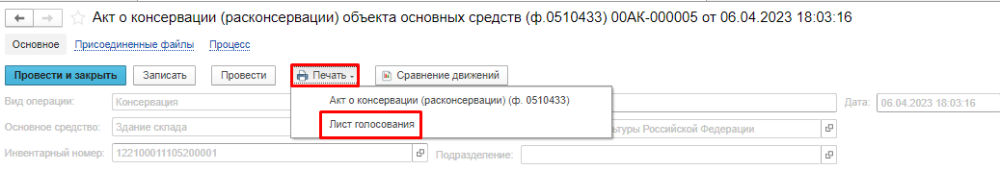 Акт о консервации (расконсервации) объекта основных средств (ф.0510433) 00АК-000005 от 06.04.2023 18:03:16
Основное Присоединенные файлы Процесс
Провести и закрыть Записать Провести Печать Сравнение движений
Вид операции: Консервация Дата: 06.04.2023 18:03:16
Акт о консервации (расконсервации) (ф. 0510433)
Основное средство: Здание склада Российской Федерации
Лист голосования
Инвентарный номер: 122100011105200001 Подразделение: